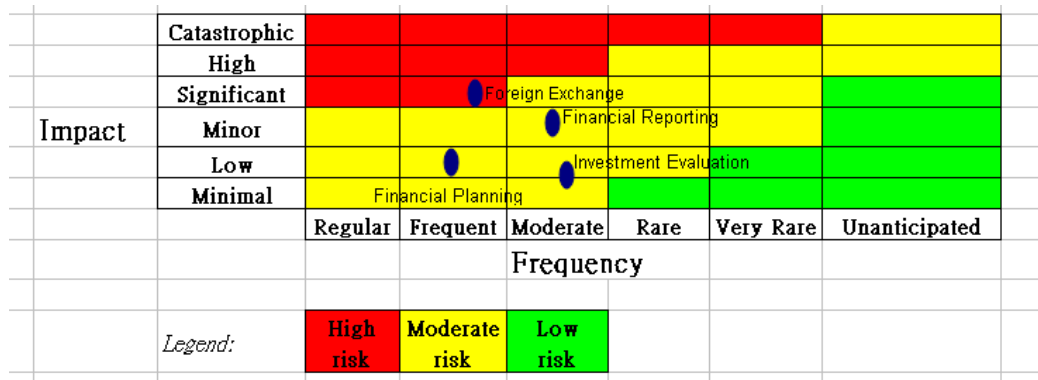 Catastrophic
High
Significant
Foreign Exchange
Impact
Minor
Financial Reporting
Low
Investment Evaluation
Minimal
Financial Planning
Regular Frequent Moderate Rare Very Rare Unanticipated
Frequency
Legend:
High risk
Moderate risk
Low risk